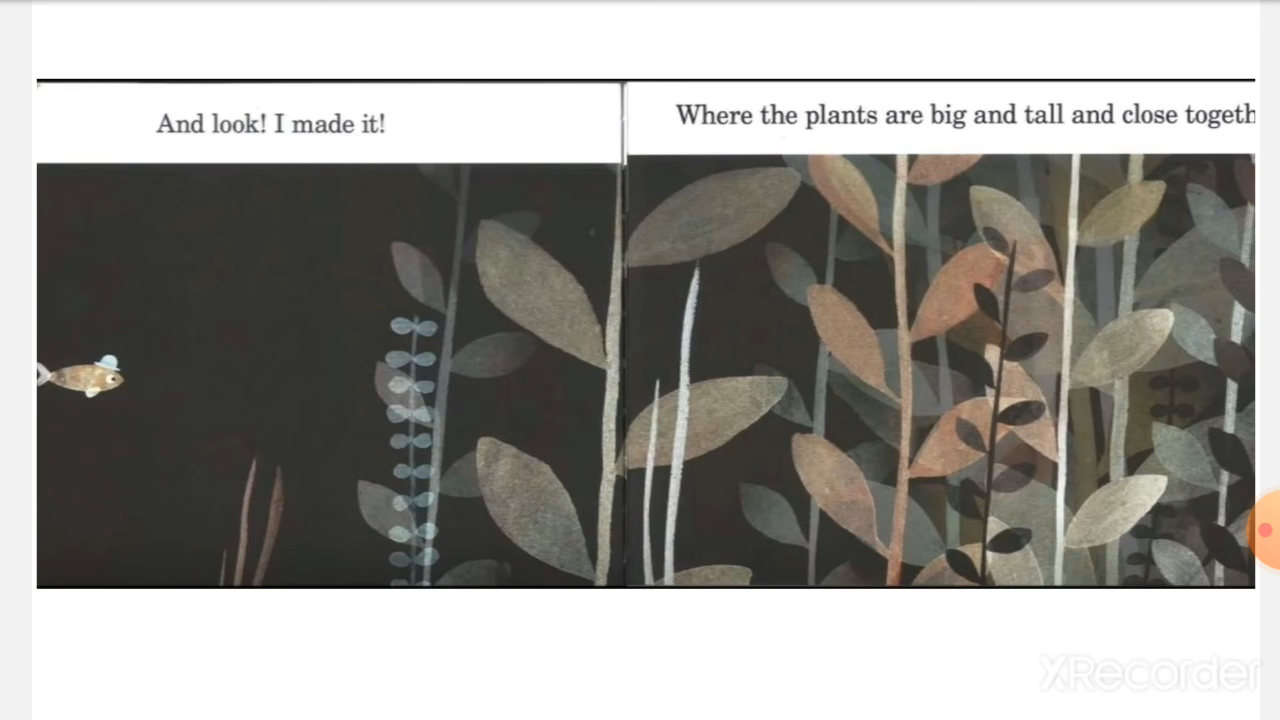 And look! I made it!
Where the plants are big and tall and close togeth
XRecorder